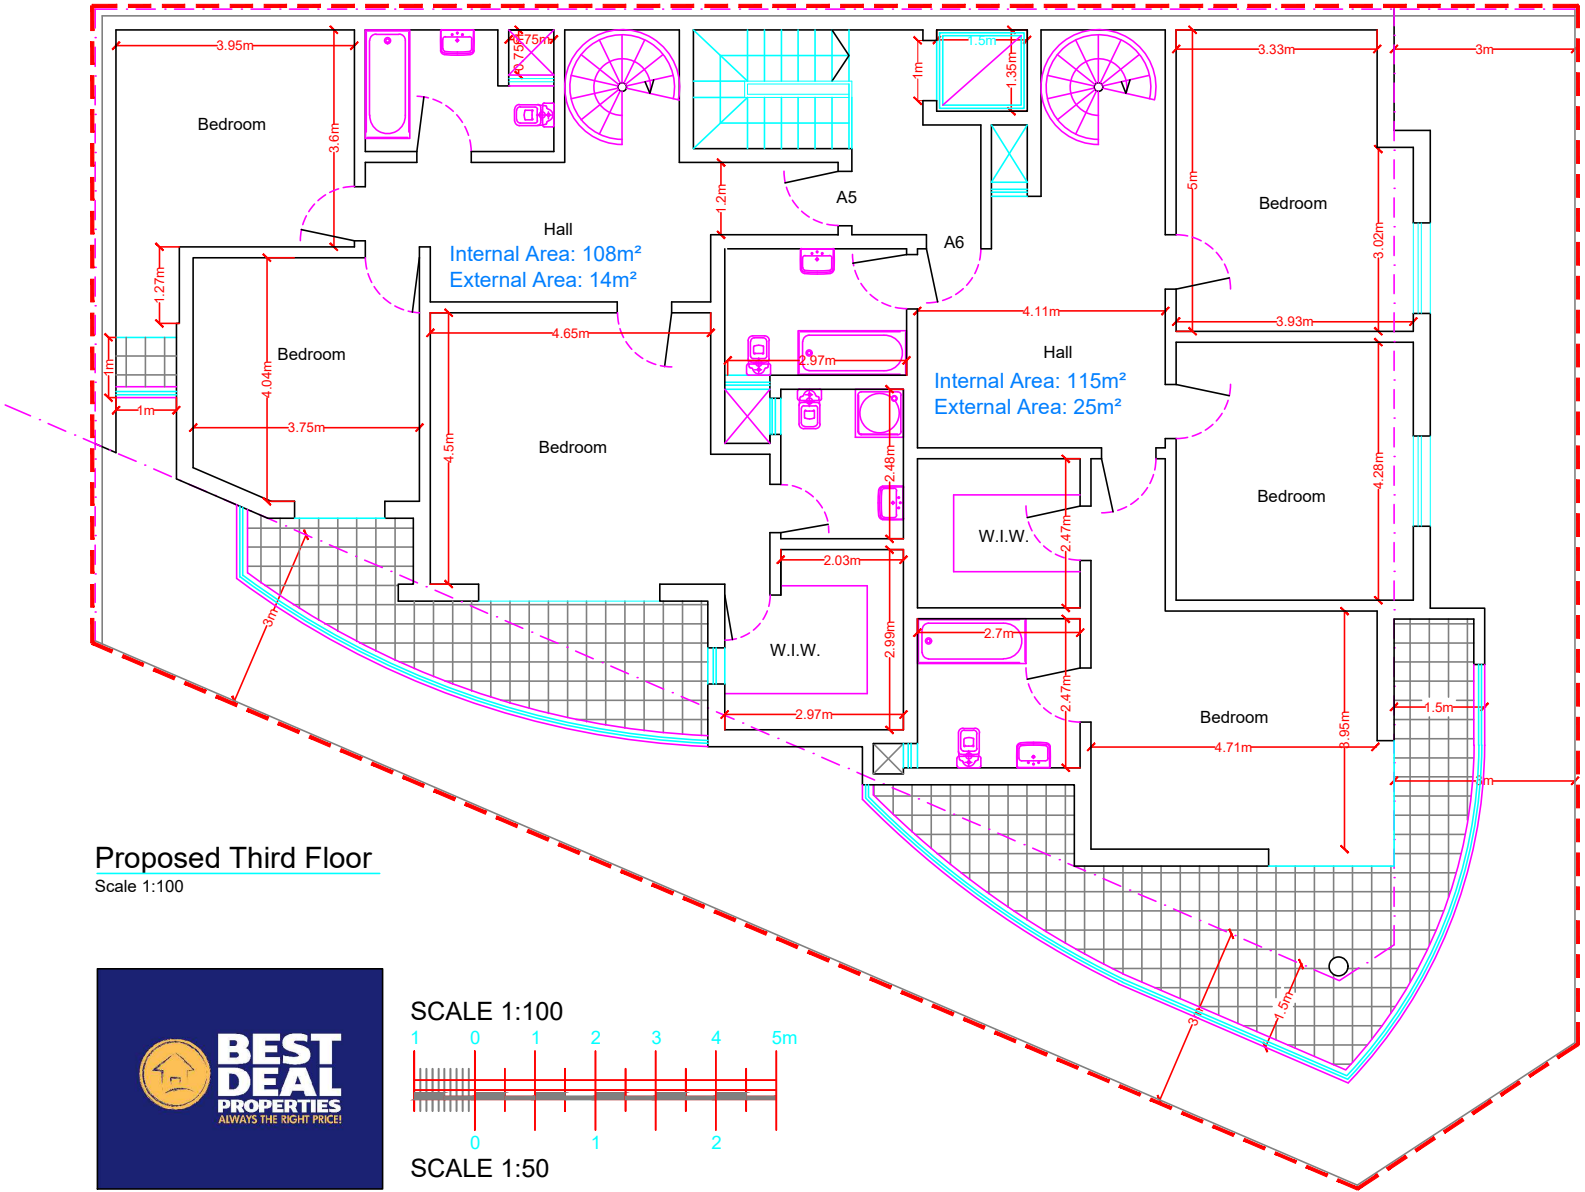 3.95m
0.75m
0.75m
1.5m
1.35m
1m
3.33m
3m
Bedroom
3.6m
1.2m
A5
A6
5m
Bedroom
3.02m
Hall
Internal Area: 108m²
External Area: 14m²
1.27m
4.65m
4.11m
3.93m
1m
1m
Bedroom
4.04m
3.75m
2.97m
Hall
Internal Area: 115m²
External Area: 25m²
4.5m
Bedroom
2.48m
4.28m
Bedroom
W.I.W.
2.47m
2.03m
3m
2.99m
W.I.W.
2.97m
2.7m
2.47m
Bedroom
4.71m
3.95m
1.5m
3m
3m
1.5m
Proposed Third Floor
Scale 1:100
BEST
DEAL
PROPERTIES
ALWAYS THE RIGHT PRICE!
SCALE 1:100
1 0 1 2 3 4 5m
0 1 2
SCALE 1:50